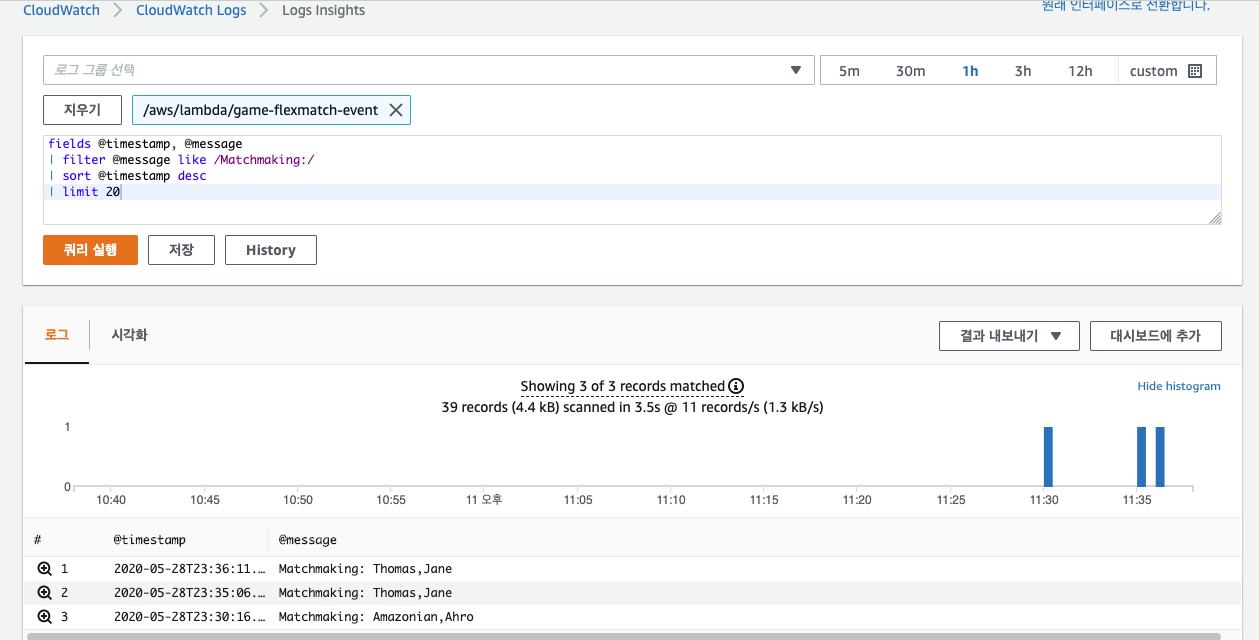 CloudWatch > CloudWatch Logs > Logs Insights
원래 인터페이스로 전환합니다.
로그 그룹 선택 ▼ 5m 30m 1h 3h 12h custom
지우기 /aws/lambda/game-flexmatch-event ×
fields @timestamp, @message
| filter @message like /Matchmaking:/
| sort @timestamp desc
| limit 20
쿼리 실행 저장 History
로그 시각화 결과 내보내기 ▼ 대시보드에 추가
Showing 3 of 3 records matched
Hide histogram
39 records (4.4 kB) scanned in 3.5s @ 11 records/s (1.3 kB/s)
1
0
10:40 10:45 10:50 10:55 11 오후 11:05 11:10 11:15 11:20 11:25 11:30 11:35
# @timestamp @message
1 2020-05-28T23:36:11.… Matchmaking: Thomas,Jane
2 2020-05-28T23:35:06.… Matchmaking: Thomas,Jane
3 2020-05-28T23:30:16.… Matchmaking: Amazonian,Ahro